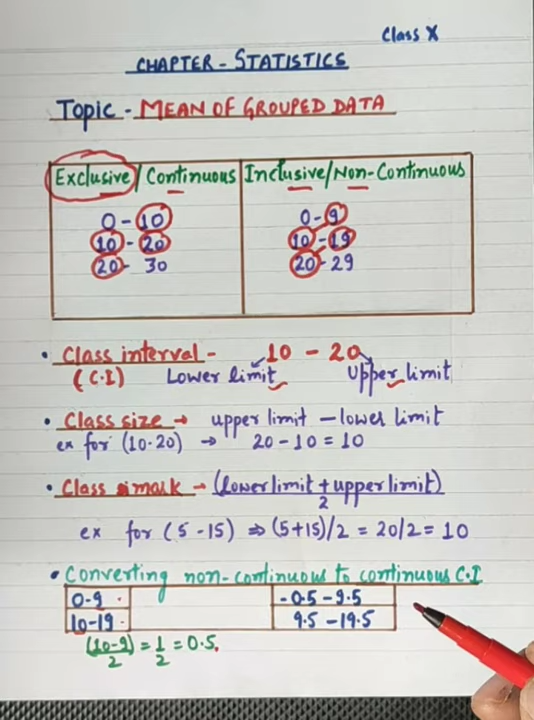 Class X
CHAPTER - STATISTICS
Topic - MEAN OF GROUPED DATA
Exclusive/Continuous
Inclusive/Non-Continuous
0 - 10
10 - 20
20 - 30
0 - 9
10 - 19
20 - 29
• Class interval - 10 - 20
(C.I) Lower limit Upper limit
• Class size → upper limit - lower limit
ex for (10-20) → 20 - 10 = 10
• Class mark → (lower limit + upper limit)
2
ex for (5 - 15) ⇒ (5+15)/2 = 20/2 = 10
• Converting non-continuous to continuous C.I
0-9 - 0.5 - 9.5
10-19 9.5 - 19.5
(10-9)/2 = 1/2 = 0.5